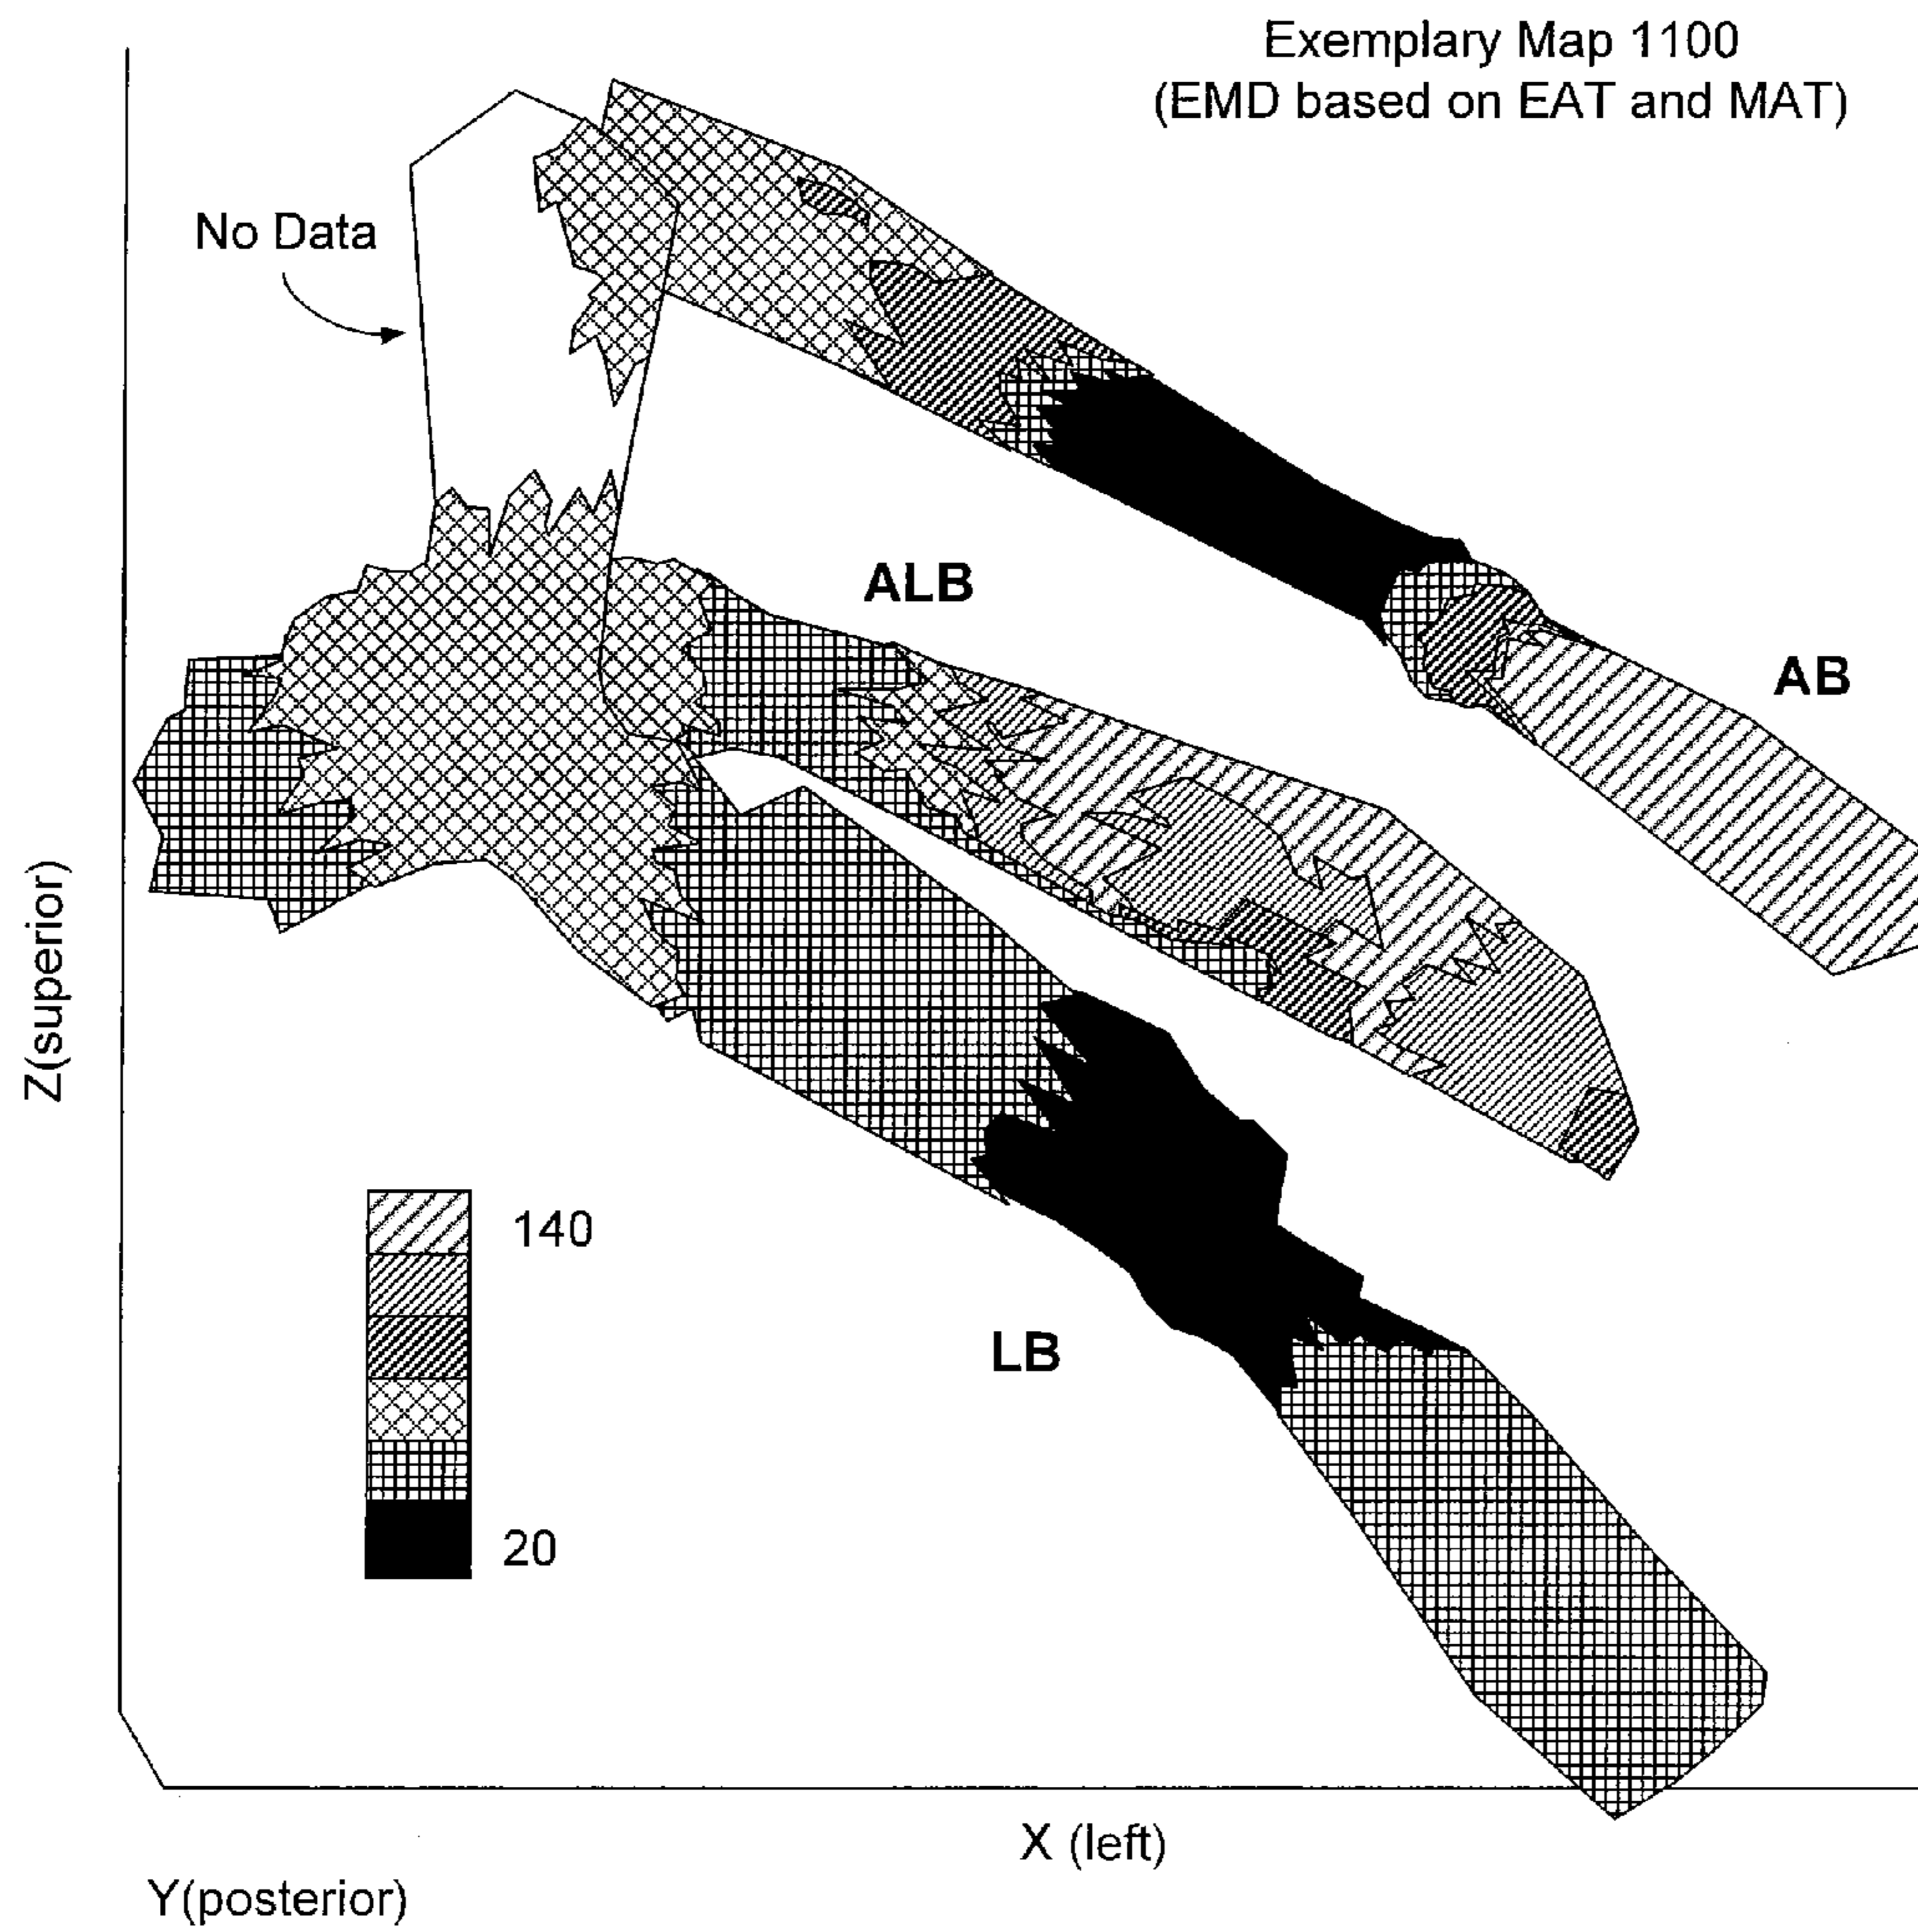 Exemplary Map 1100
(EMD based on EAT and MAT)
No Data
ALB
AB
Z(superior)
140
20
LB
X (left)
Y(posterior)